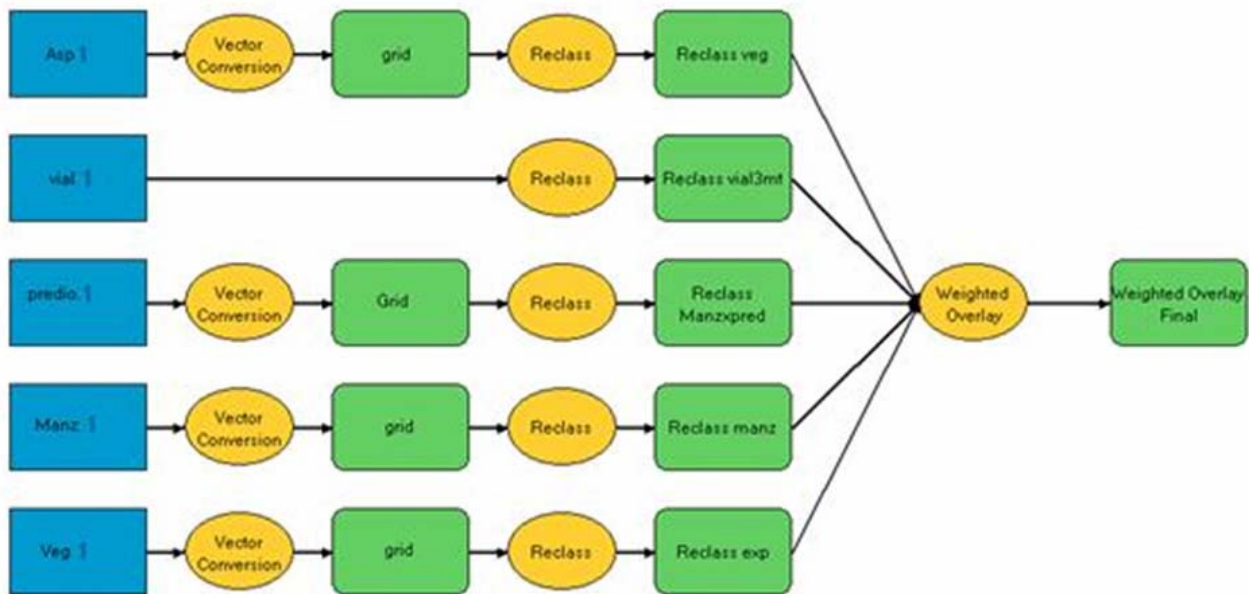 Asp 1
Vector
Conversion
grid
Reclass
Reclass veg
vial 1
Reclass
Reclass vial3mt
predio. 1
Vector
Conversion
Grid
Reclass
Reclass
Manzxpred
Weighted
Overlay
Weighted Overlay
Final
Manz 1
Vector
Conversion
grid
Reclass
Reclass manz
Veg 1
Vector
Conversion
grid
Reclass
Reclass exp